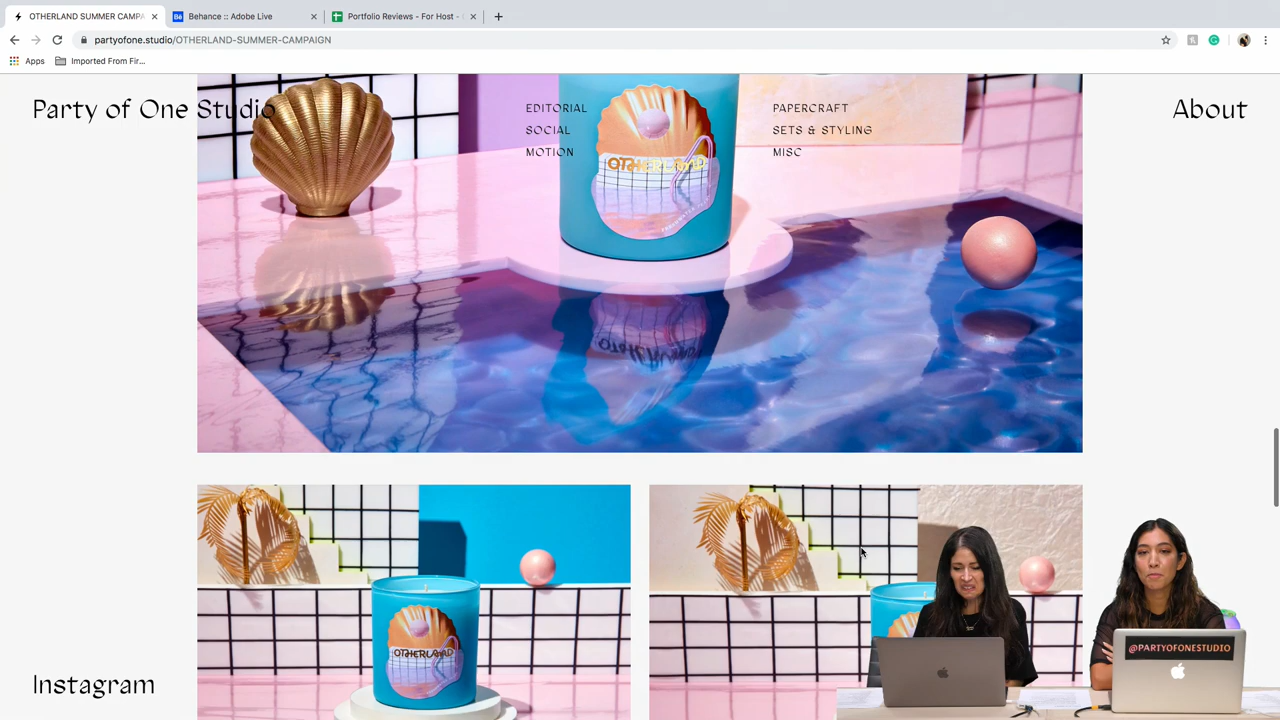 OTHERLAND SUMMER CAMPA
Behance :: Adobe Live
Portfolio Reviews - For Host -
partyofone.studio/OTHERLAND-SUMMER-CAMPAIGN
Apps
Imported From Fir...
Party of One Studio
EDITORIAL
SOCIAL
MOTION
PAPERCRAFT
SETS & STYLING
MISC
About
OTHERLAND
OTHERLAND
OTHERLAND
@PARTYOFONESTUDIO
Instagram